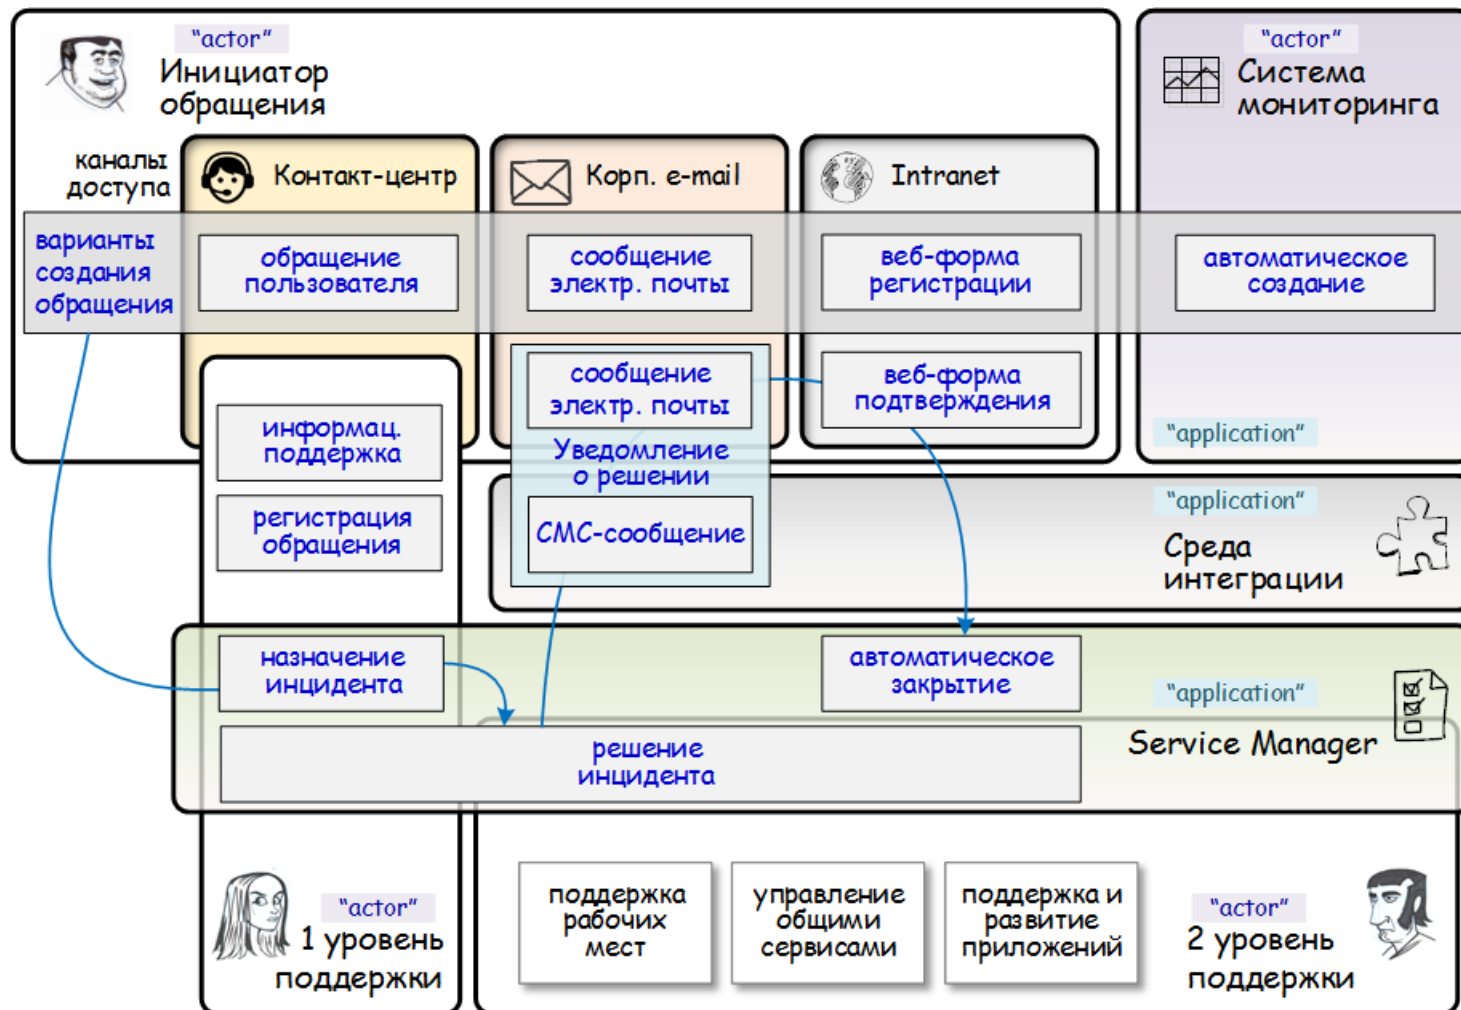 “actor”
Инициатор
обращения
“actor”
Система
мониторинга
каналы
доступа
Контакт-центр
Корп. e-mail
Intranet
варианты
создания
обращения
обращение
пользователя
сообщение
электр. почты
веб-форма
регистрации
автоматическое
создание
сообщение
электр. почты
веб-форма
подтверждения
информац.
поддержка
Уведомление
о решении
“application”
регистрация
обращения
СМС-сообщение
“application”
Среда
интеграции
назначение
инцидента
автоматическое
закрытие
“application”
Service Manager
решение
инцидента
“actor”
1 уровень
поддержки
поддержка
рабочих
мест
управление
общими
сервисами
поддержка и
развитие
приложений
“actor”
2 уровень
поддержки